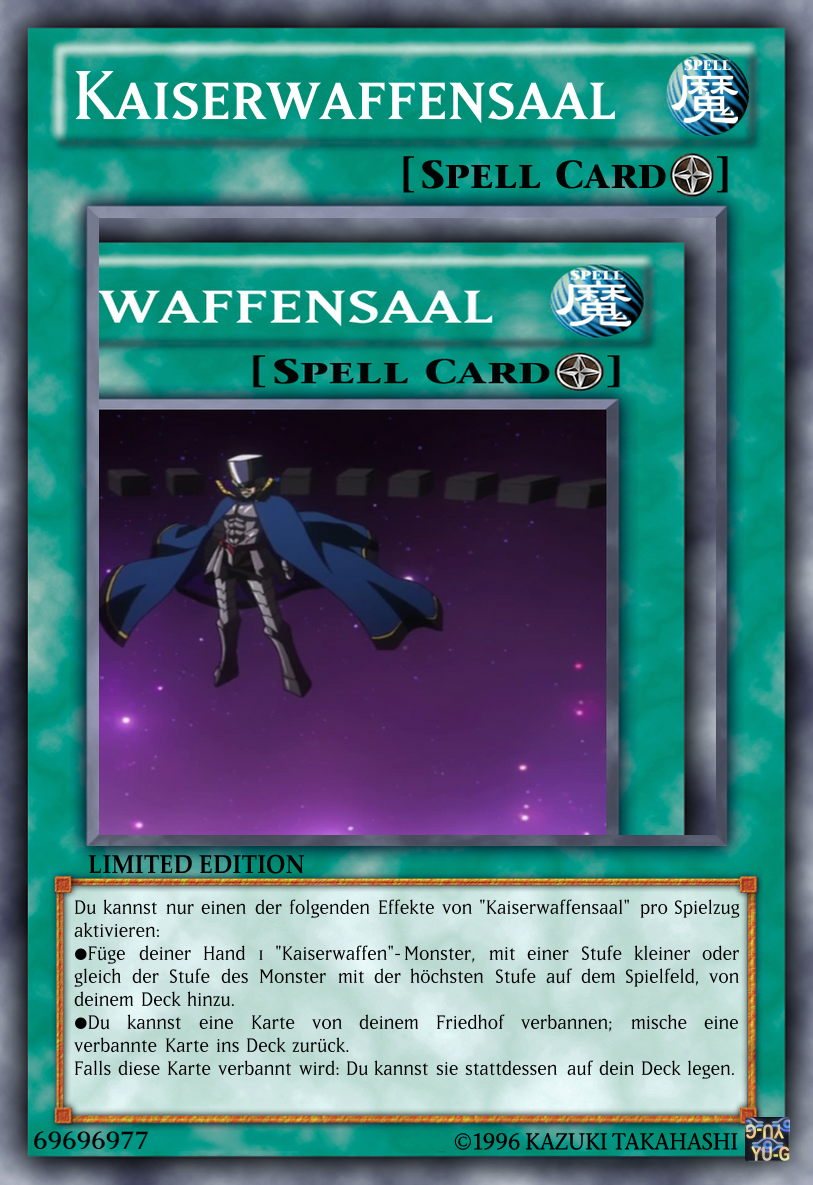 Kaiserwaffensaal
SPELL
魔
[Spell Card]
waffensaal
SPELL
魔
[Spell Card]
LIMITED EDITION
Du kannst nur einen der folgenden Effekte von "Kaiserwaffensaal" pro Spielzug
aktivieren:
●Füge deiner Hand 1 "Kaiserwaffen"-Monster, mit einer Stufe kleiner oder
gleich der Stufe des Monster mit der höchsten Stufe auf dem Spielfeld, von
deinem Deck hinzu.
●Du kannst eine Karte von deinem Friedhof verbannen; mische eine
verbannte Karte ins Deck zurück.
Falls diese Karte verbannt wird: Du kannst sie stattdessen auf dein Deck legen.
69696977
©1996 KAZUKI TAKAHASHI
YU-G
YU-G